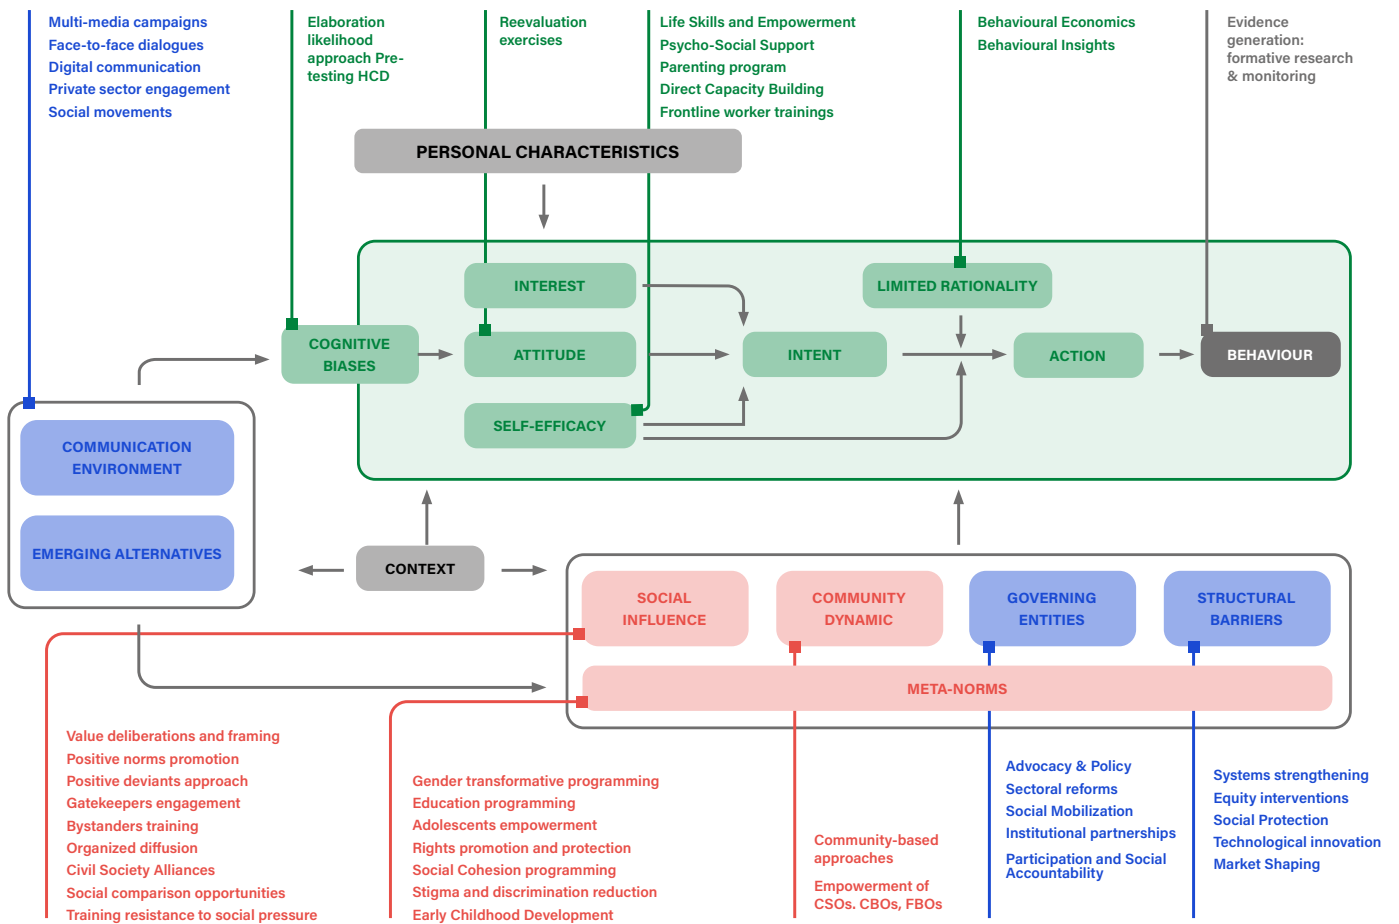 Multi-media campaigns
Face-to-face dialogues
Digital communication
Private sector engagement
Social movements
Elaboration
likelihood
approach Pre-
testing HCD
Reevaluation
exercises
Life Skills and Empowerment
Psycho-Social Support
Parenting program
Direct Capacity Building
Frontline worker trainings
Behavioural Economics
Behavioural Insights
Evidence
generation:
formative research
& monitoring
PERSONAL CHARACTERISTICS
INTEREST
LIMITED RATIONALITY
COGNITIVE
BIASES
ATTITUDE
INTENT
ACTION
BEHAVIOUR
SELF-EFFICACY
COMMUNICATION
ENVIRONMENT
EMERGING ALTERNATIVES
CONTEXT
SOCIAL
INFLUENCE
COMMUNITY
DYNAMIC
GOVERNING
ENTITIES
STRUCTURAL
BARRIERS
META-NORMS
Value deliberations and framing
Positive norms promotion
Positive deviants approach
Gatekeepers engagement
Bystanders training
Organized diffusion
Civil Society Alliances
Social comparison opportunities
Training resistance to social pressure
Gender transformative programming
Education programming
Adolescents empowerment
Rights promotion and protection
Social Cohesion programming
Stigma and discrimination reduction
Early Childhood Development
Community-based
approaches
Empowerment of
CSOs. CBOs, FBOs
Advocacy & Policy
Sectoral reforms
Social Mobilization
Institutional partnerships
Participation and Social
Accountability
Systems strengthening
Equity interventions
Social Protection
Technological innovation
Market Shaping